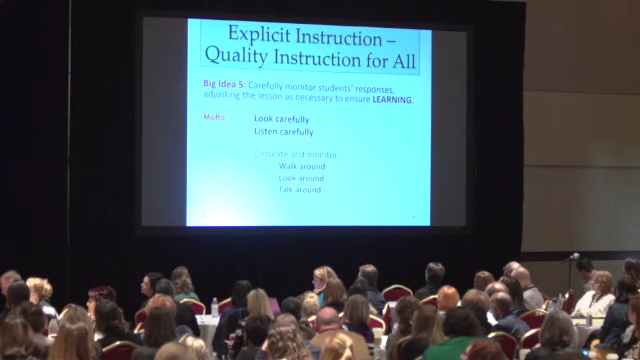 Explicit Instruction –
Quality Instruction for All
Big Idea 5: Carefully monitor students' responses,
adjusting the lesson as necessary to ensure LEARNING.
Motto Look carefully
Listen carefully
Circulate and monitor
Walk around
Look around
Talk around